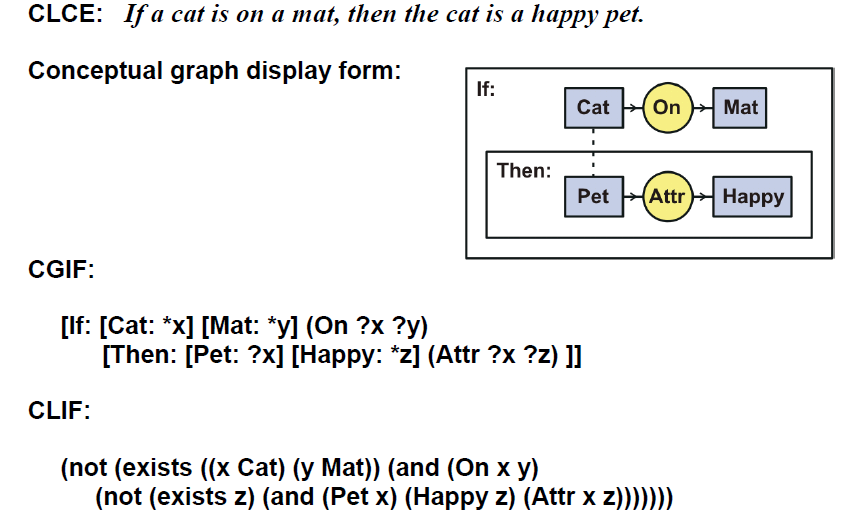 CLCE: If a cat is on a mat, then the cat is a happy pet.
Conceptual graph display form:
If:
Cat On Mat
Then:
Pet Attr Happy
CGIF:
[If: [Cat: *x] [Mat: *y] (On ?x ?y)
[Then: [Pet: ?x] [Happy: *z] (Attr ?x ?z) ]]
CLIF:
(not (exists ((x Cat) (y Mat)) (and (On x y)
(not (exists z) (and (Pet x) (Happy z) (Attr x z)))))))